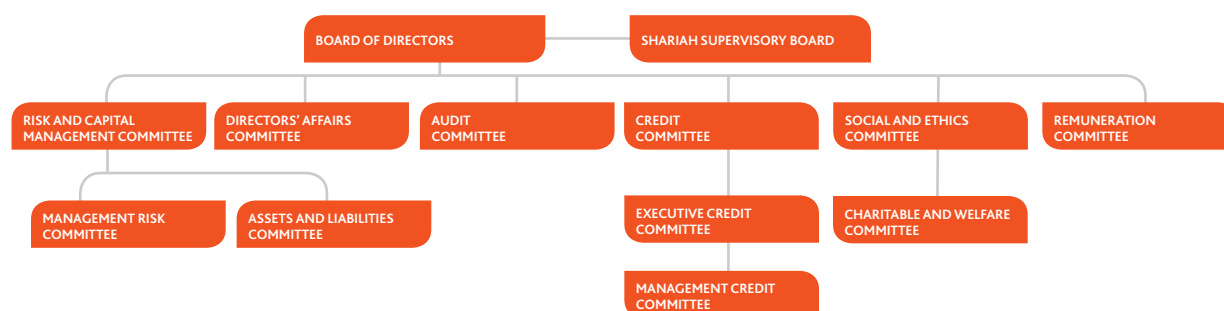 BOARD OF DIRECTORS
SHARIAH SUPERVISORY BOARD
RISK AND CAPITAL
MANAGEMENT COMMITTEE
DIRECTORS' AFFAIRS
COMMITTEE
AUDIT
COMMITTEE
CREDIT
COMMITTEE
SOCIAL AND ETHICS
COMMITTEE
REMUNERATION
COMMITTEE
MANAGEMENT RISK
COMMITTEE
ASSETS AND LIABILITIES
COMMITTEE
EXECUTIVE CREDIT
COMMITTEE
CHARITABLE AND WELFARE
COMMITTEE
MANAGEMENT CREDIT
COMMITTEE